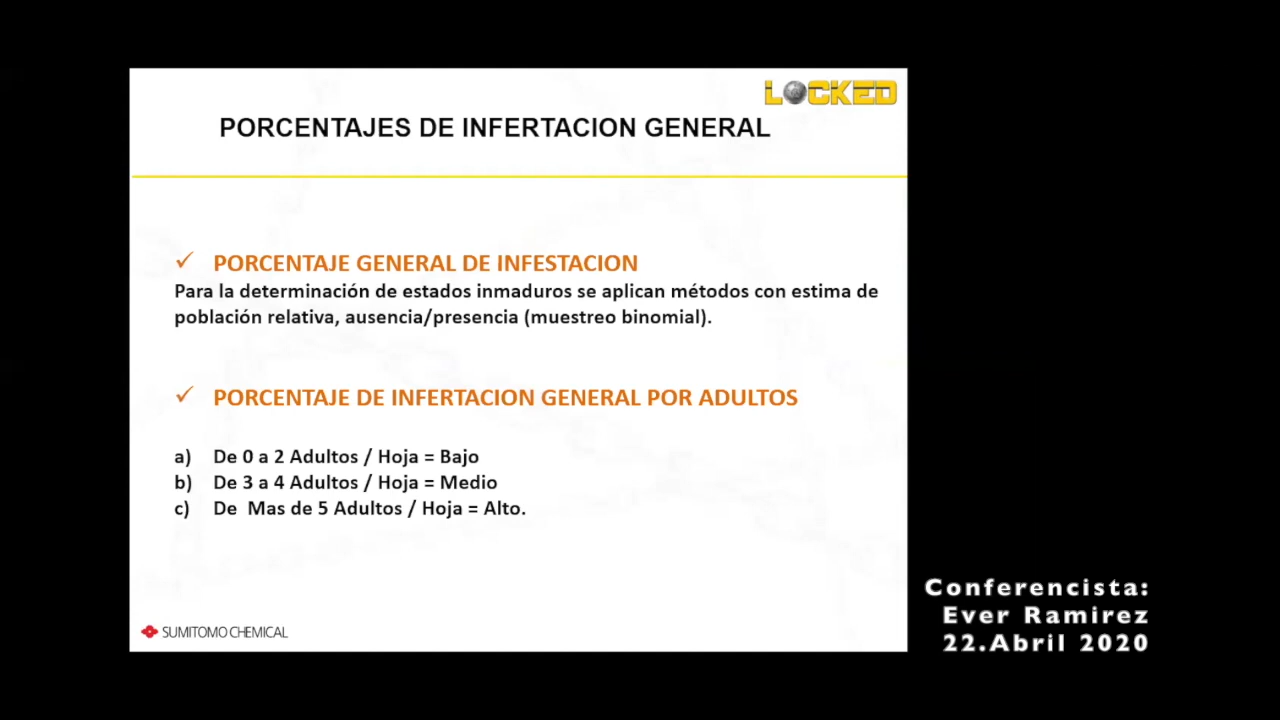 LOCKED
PORCENTAJES DE INFERTACION GENERAL
✓ PORCENTAJE GENERAL DE INFESTACION
Para la determinación de estados inmaduros se aplican métodos con estima de
población relativa, ausencia/presencia (muestreo binomial).
✓ PORCENTAJE DE INFERTACION GENERAL POR ADULTOS
a) De 0 a 2 Adultos / Hoja = Bajo
b) De 3 a 4 Adultos / Hoja = Medio
c) De Mas de 5 Adultos / Hoja = Alto.
SUMITOMO CHEMICAL
Conferencista:
Ever Ramirez
22.Abril 2020